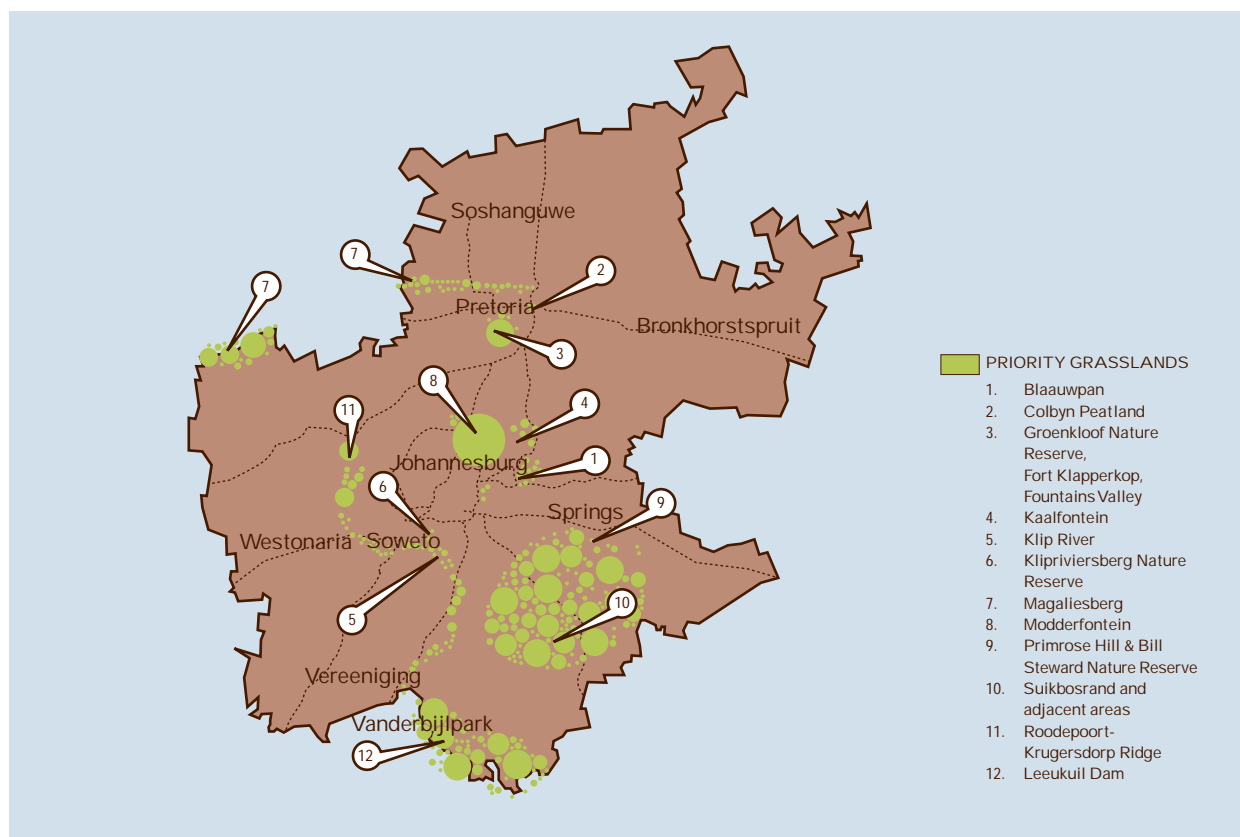 Soshanguwe
7
2
7
Pretoria
Bronkhorstspruit
3
8
4
11
Johannesburg
1
6
9
Springs
Westonaria
Soweto
10
5
Vereeniging
Vanderbijlpark
12
PRIORITY GRASSLANDS
1. Blaauwpan
2. Colbyn Peatland
3. Groenkloof Nature
Reserve,
Fort Klapperkop,
Fountains Valley
4. Kaalfontein
5. Klip River
6. Klipriviersberg Nature
Reserve
7. Magaliesberg
8. Modderfontein
9. Primrose Hill & Bill
Steward Nature Reserve
10. Suikbosrand and
adjacent areas
11. Roodepoort-
Krugersdorp Ridge
12. Leeukuil Dam